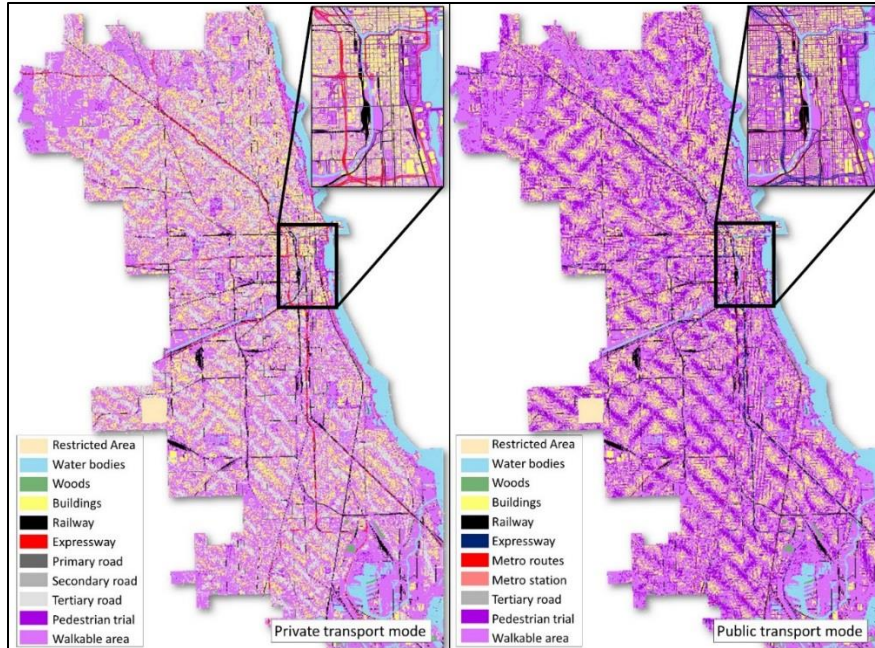 Restricted Area
Water bodies
Woods
Buildings
Railway
Expressway
Primary road
Secondary road
Tertiary road
Pedestrian trial
Walkable area
Private transport mode
Restricted Area
Water bodies
Woods
Buildings
Railway
Expressway
Metro routes
Metro station
Tertiary road
Pedestrian trial
Walkable area
Public transport mode